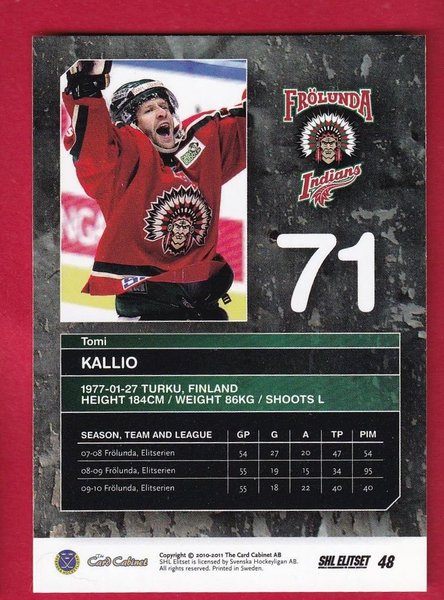 FRÖLUNDA
Indians
71
Tomi
KALLIO
1977-01-27 TURKU, FINLAND
HEIGHT 184CM / WEIGHT 86KG / SHOOTS L
SEASON, TEAM AND LEAGUE GP G A TP PIM
07-08 Frölunda, Elitserien 54 27 20 47 54
08-09 Frölunda, Elitserien 55 19 15 34 95
09-10 Frölunda, Elitserien 55 18 22 40 40
The Card Cabinet
Copyright © 2010-2011 The Card Cabinet AB
SHL Elitset is licensed by Svenska Hockeyligan AB.
All rights reserved. Printed in Sweden.
SHL ELITSET 48